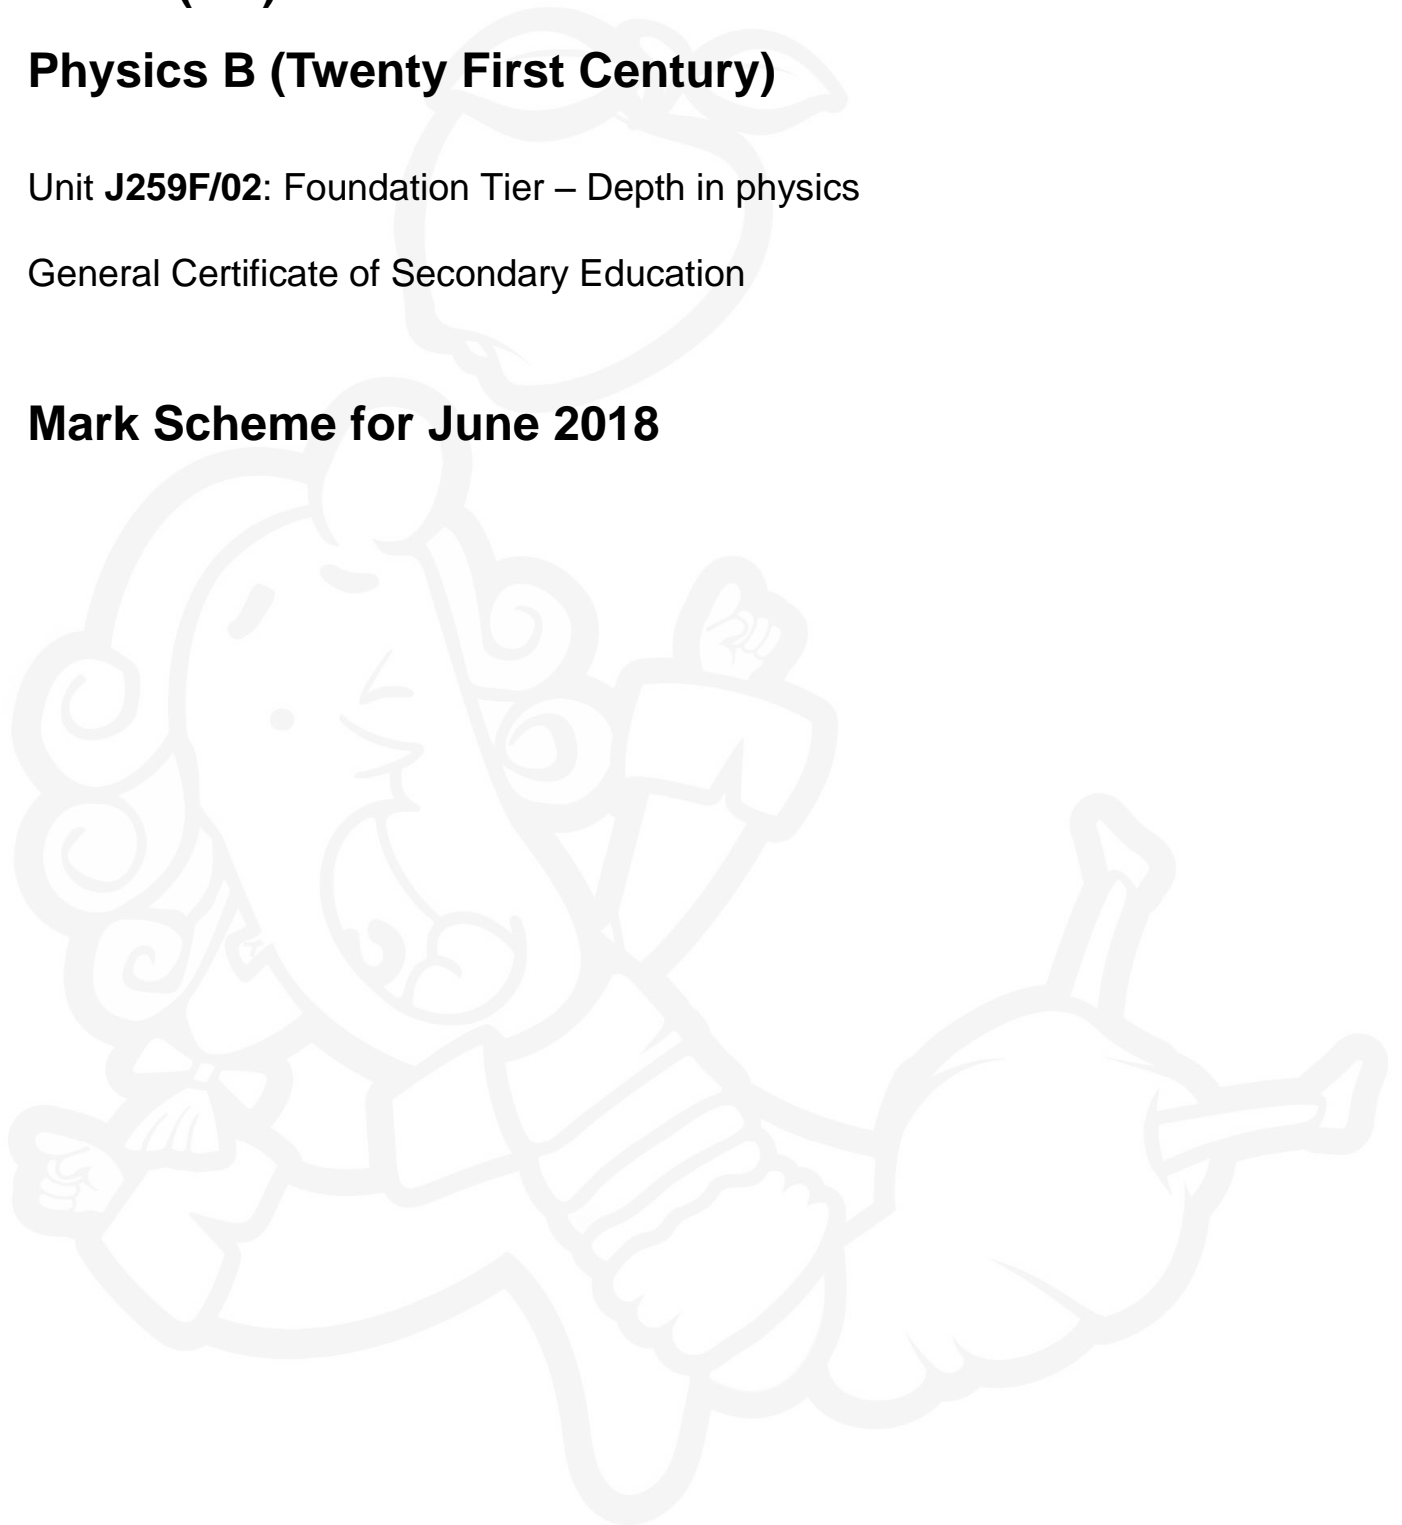 Physics B (Twenty First Century)
Unit J259F/02: Foundation Tier – Depth in physics
General Certificate of Secondary Education
Mark Scheme for June 2018